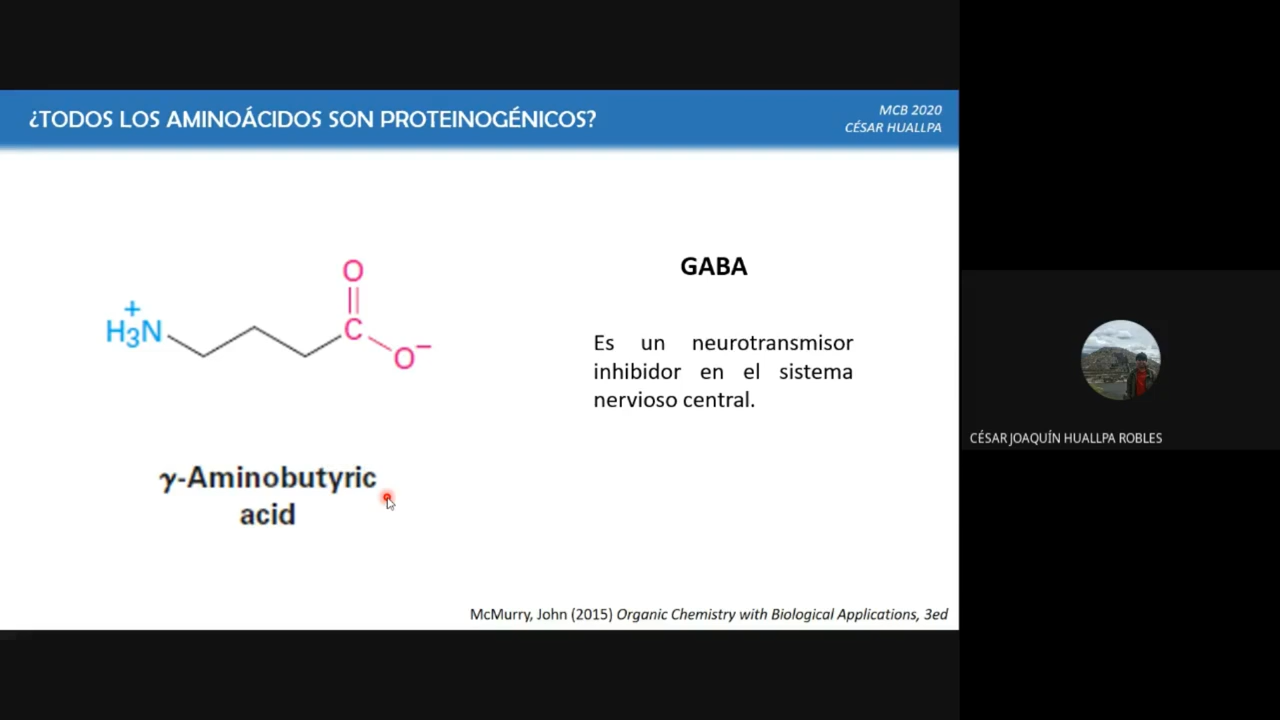 ¿TODOS LOS AMINOÁCIDOS SON PROTEINOGÉNICOS?
MCB 2020
CÉSAR HUALLPA
O
+
H3N
C
O−
γ-Aminobutyric
acid
GABA
Es un neurotransmisor
inhibidor en el sistema
nervioso central.
McMurry, John (2015) Organic Chemistry with Biological Applications, 3ed
CÉSAR JOAQUÍN HUALLPA ROBLES